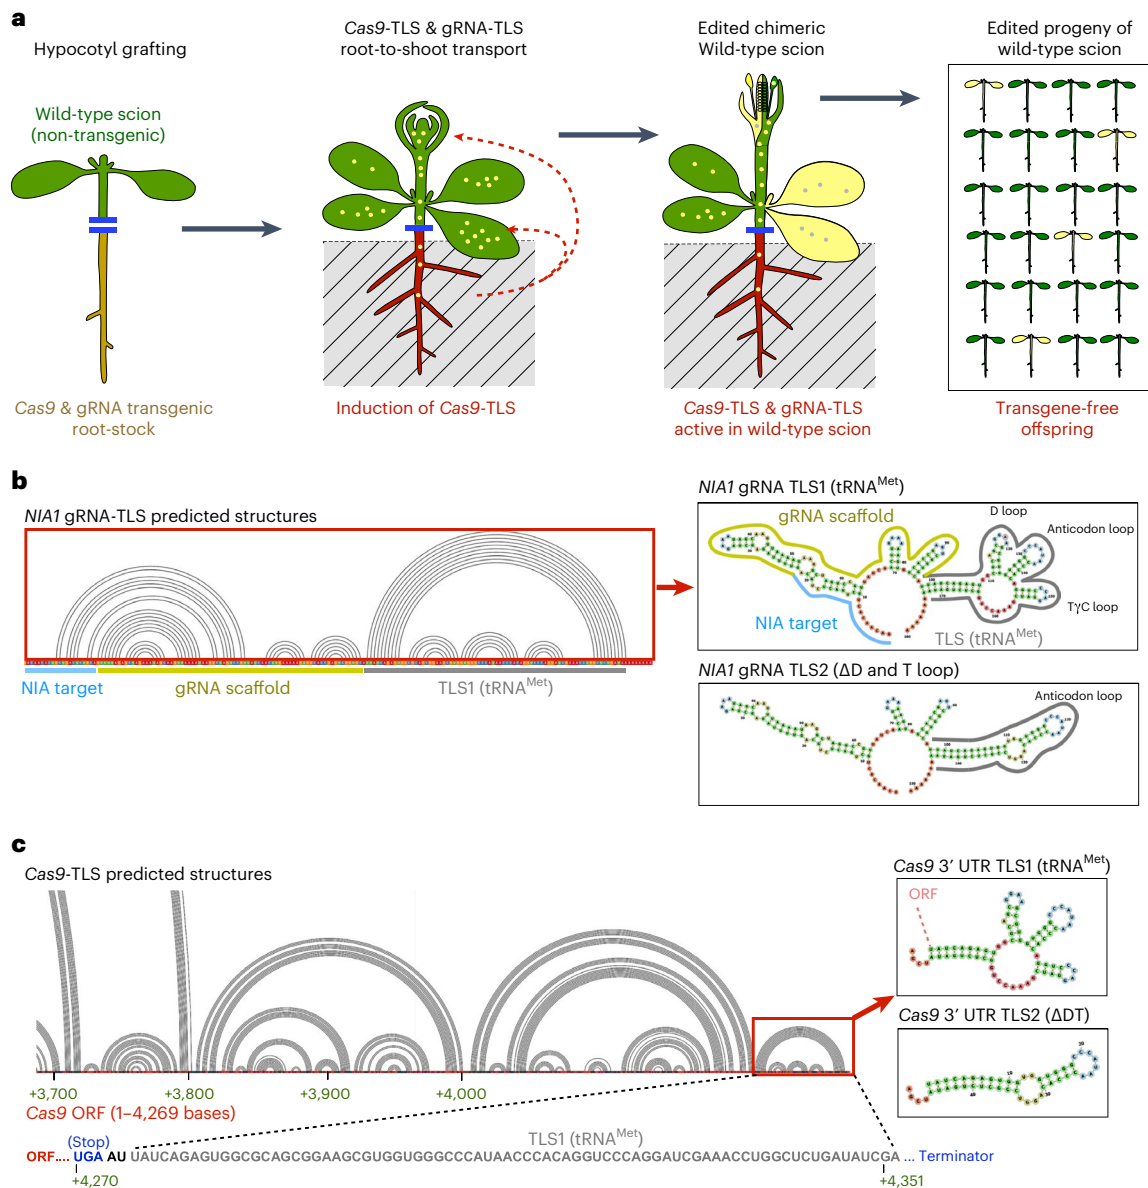 a
Hypocotyl grafting
Cas9-TLS & gRNA-TLS
root-to-shoot transport
Edited chimeric
Wild-type scion
Edited progeny of
wild-type scion
Wild-type scion
(non-transgenic)
Cas9 & gRNA transgenic
root-stock
Induction of Cas9-TLS
Cas9-TLS & gRNA-TLS
active in wild-type scion
Transgene-free
offspring
b
NIA1 gRNA-TLS predicted structures
NIA target
gRNA scaffold
TLS1 (tRNAMet)
NIA1 gRNA TLS1 (tRNAMet)
gRNA scaffold
D loop
Anticodon loop
TγC loop
NIA target
TLS (tRNAMet)
NIA1 gRNA TLS2 (ΔD and T loop)
Anticodon loop
c
Cas9-TLS predicted structures
+3,700
+3,800
+3,900
+4,000
Cas9 ORF (1–4,269 bases)
Cas9 3′ UTR TLS1 (tRNAMet)
ORF
Cas9 3′ UTR TLS2 (ΔDT)
(Stop)
TLS1 (tRNAMet)
ORF.... UGA AU UAUCAGAGUGGCGCAGCGGAAGCGUGGUGGGCCCAUAACCCACAGGUCCCAGGAUCGAAACCUGGCUCUGAUAUCGA ... Terminator
+4,270
+4,351